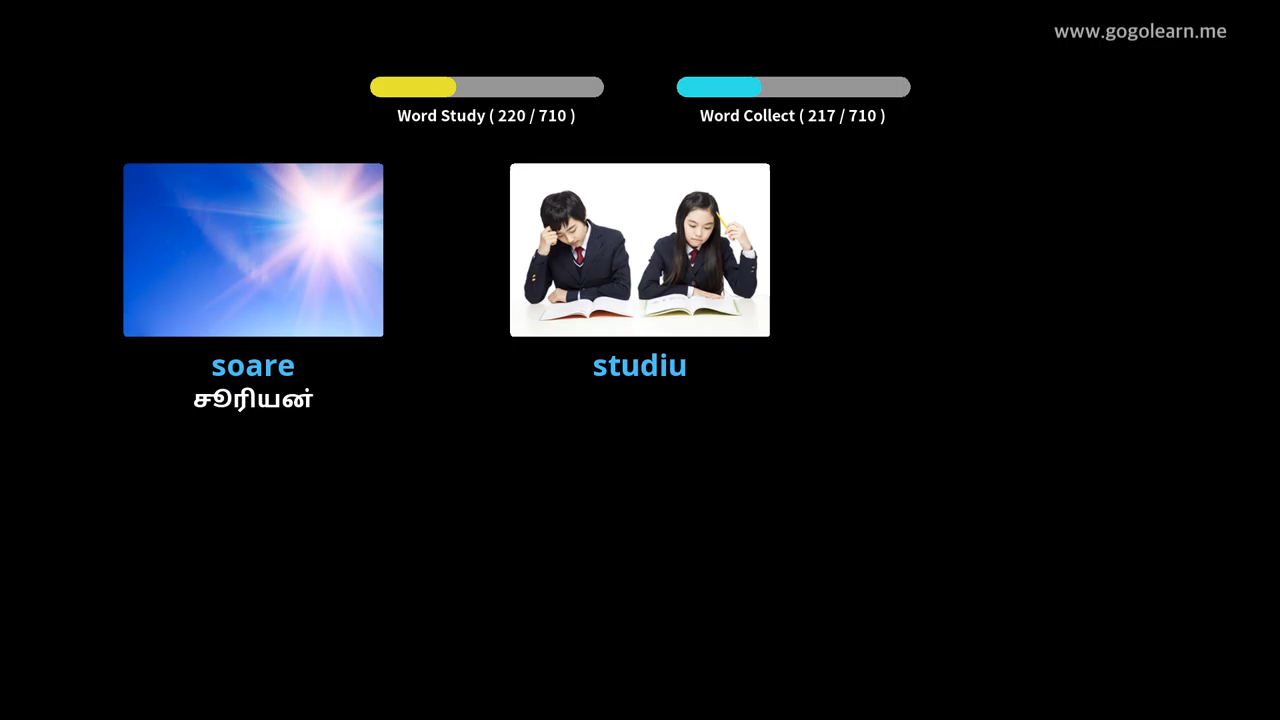 www.gogolearn.me
Word Study ( 220 / 710 )
Word Collect ( 217 / 710 )
soare
studiu
சூரியன்